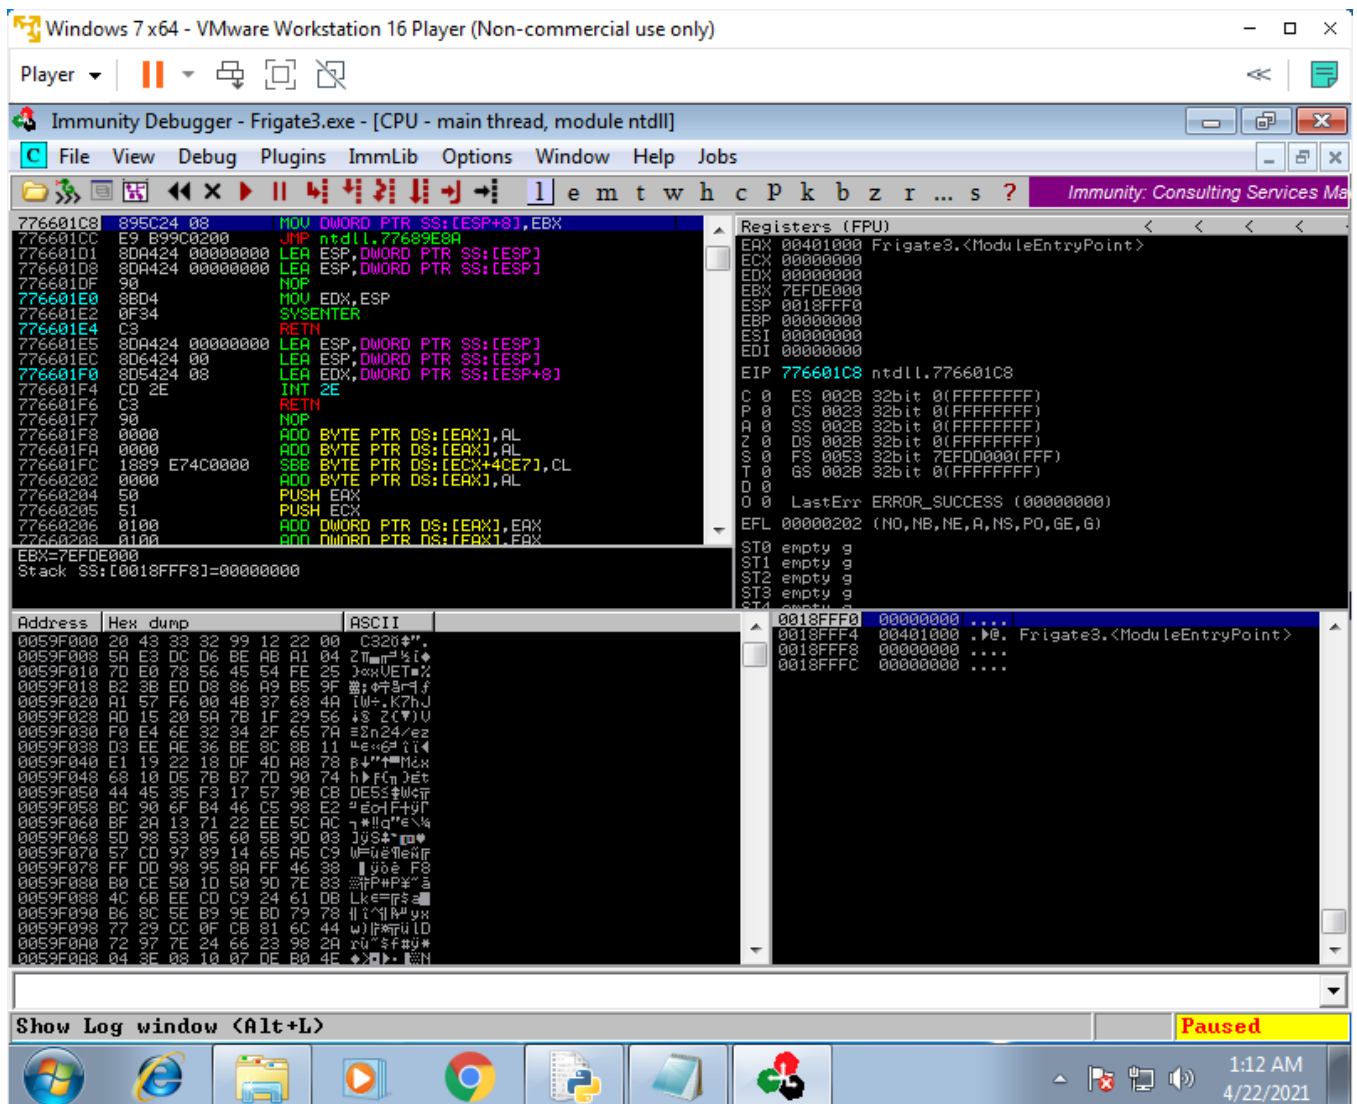 Windows 7 x64 - VMware Workstation 16 Player (Non-commercial use only)
Player
Immunity Debugger - Frigate3.exe - [CPU - main thread, module ntdll]
C File View Debug Plugins ImmLib Options Window Help Jobs
l e m t w h c P k b z r ... s ? Immunity: Consulting Services Ma
776601C8 895C24 08 MOV DWORD PTR SS:[ESP+8],EBX
776601CC E9 B99C0200 JMP ntdll.77689E8A
776601D1 8DA424 00000000 LEA ESP,DWORD PTR SS:[ESP]
776601D8 8DA424 00000000 LEA ESP,DWORD PTR SS:[ESP]
776601DF 90 NOP
776601E0 8BD4 MOV EDX,ESP
776601E2 0F34 SYSENTER
776601E4 C3 RETN
776601E5 8DA424 00000000 LEA ESP,DWORD PTR SS:[ESP]
776601EC 8D6424 00 LEA ESP,DWORD PTR SS:[ESP]
776601F0 8D5424 08 LEA EDX,DWORD PTR SS:[ESP+8]
776601F4 CD 2E INT 2E
776601F6 C3 RETN
776601F7 90 NOP
776601F8 0000 ADD BYTE PTR DS:[EAX],AL
776601FA 0000 ADD BYTE PTR DS:[EAX],AL
776601FC 1889 E74C0000 SBB BYTE PTR DS:[ECX+4CE7],CL
77660202 0000 ADD BYTE PTR DS:[EAX],AL
77660204 50 PUSH EAX
77660205 51 PUSH ECX
77660206 0100 ADD DWORD PTR DS:[EAX],EAX
77660208 0100 ADD DWORD PTR DS:[EAX],EAX
EBX=7EFDE000
Stack SS:[0018FFF8]=00000000
Registers (FPU) < < < <
EAX 00401000 Frigate3.<ModuleEntryPoint>
ECX 00000000
EDX 00000000
EBX 7EFDE000
ESP 0018FFF0
EBP 00000000
ESI 00000000
EDI 00000000
EIP 776601C8 ntdll.776601C8
C 0 ES 002B 32bit 0(FFFFFFFF)
P 0 CS 0023 32bit 0(FFFFFFFF)
A 0 SS 002B 32bit 0(FFFFFFFF)
Z 0 DS 002B 32bit 0(FFFFFFFF)
S 0 FS 0053 32bit 7EFDD000(FFF)
T 0 GS 002B 32bit 0(FFFFFFFF)
D 0
O 0 LastErr ERROR_SUCCESS (00000000)
EFL 00000202 (NO,NB,NE,A,NS,PO,GE,G)
ST0 empty g
ST1 empty g
ST2 empty g
ST3 empty g
ST4 empty g
Address Hex dump ASCII
0059F000 20 43 33 32 99 12 22 00
0059F008 5A E3 DC D6 BE AB A1 04
0059F010 7D E0 78 56 45 54 FE 25
0059F018 B2 3B ED D8 86 A9 B5 9F
0059F020 A1 57 F6 00 4B 37 68 4A
0059F028 AD 15 20 5A 7B 1F 29 56
0059F030 F0 E4 6E 32 34 2F 65 7A
0059F038 D3 EE AE 36 BE 8C 8B 11
0059F040 E1 19 22 18 DF 4D A8 78
0059F048 68 10 D5 7B B7 7D 90 74
0059F050 44 45 35 F3 17 57 9B CB
0059F058 BC 90 6F B4 46 C5 98 E2
0059F060 BF 2A 13 71 22 EE 5C AC
0059F068 5D 98 53 05 60 5B 9D 03
0059F070 57 CD 97 89 14 65 A5 C9
0059F078 FF DD 98 95 8A FF 46 38
0059F080 B0 CE 50 1D 50 9D 7E 83
0059F088 4C 6B EE CD C9 24 61 DB
0059F090 B6 8C 5E B9 9E BD 79 78
0059F098 77 29 CC 0F CB 81 6C 44
0059F0A0 72 97 7E 24 66 23 98 2A
0059F0A8 04 3E 08 10 07 DE B0 4E
0018FFF0 00000000 ....
0018FFF4 00401000 .►@. Frigate3.<ModuleEntryPoint>
0018FFF8 00000000 ....
0018FFFC 00000000 ....
Show Log window (Alt+L)
Paused
1:12 AM
4/22/2021